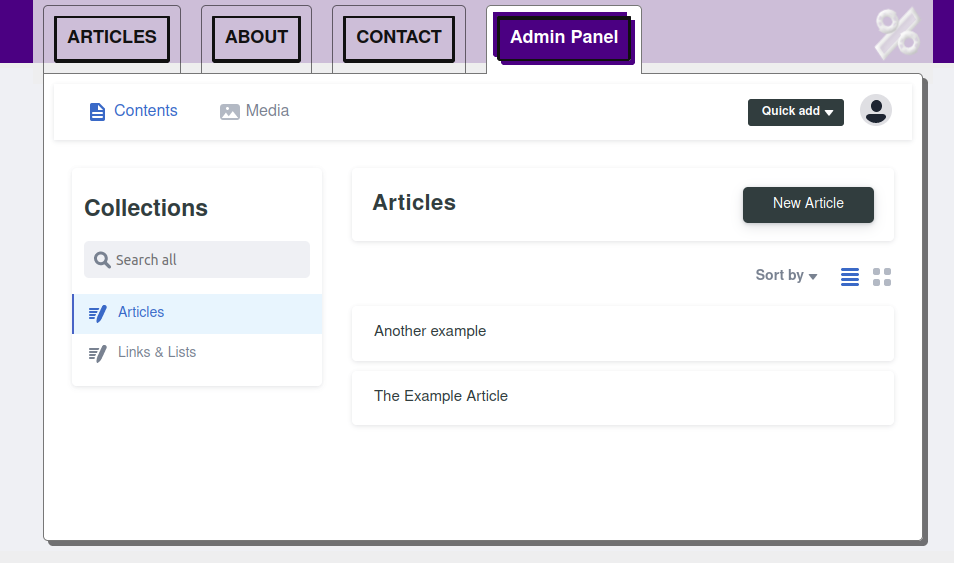 ARTICLES ABOUT CONTACT Admin Panel %
Contents Media Quick add
Collections
Search all
Articles
Links & Lists
Articles New Article
Sort by
Another example
The Example Article